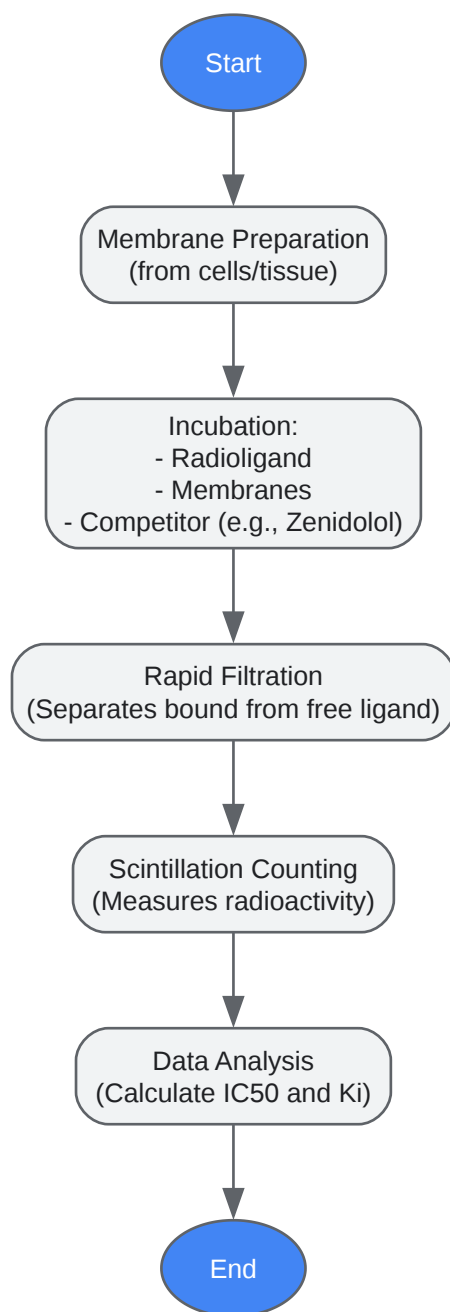 Start
Membrane Preparation
(from cells/tissue)
Incubation:
- Radioligand
- Membranes
- Competitor (e.g., Zenidolol)
Rapid Filtration
(Separates bound from free ligand)
Scintillation Counting
(Measures radioactivity)
Data Analysis
(Calculate IC50 and Ki)
End